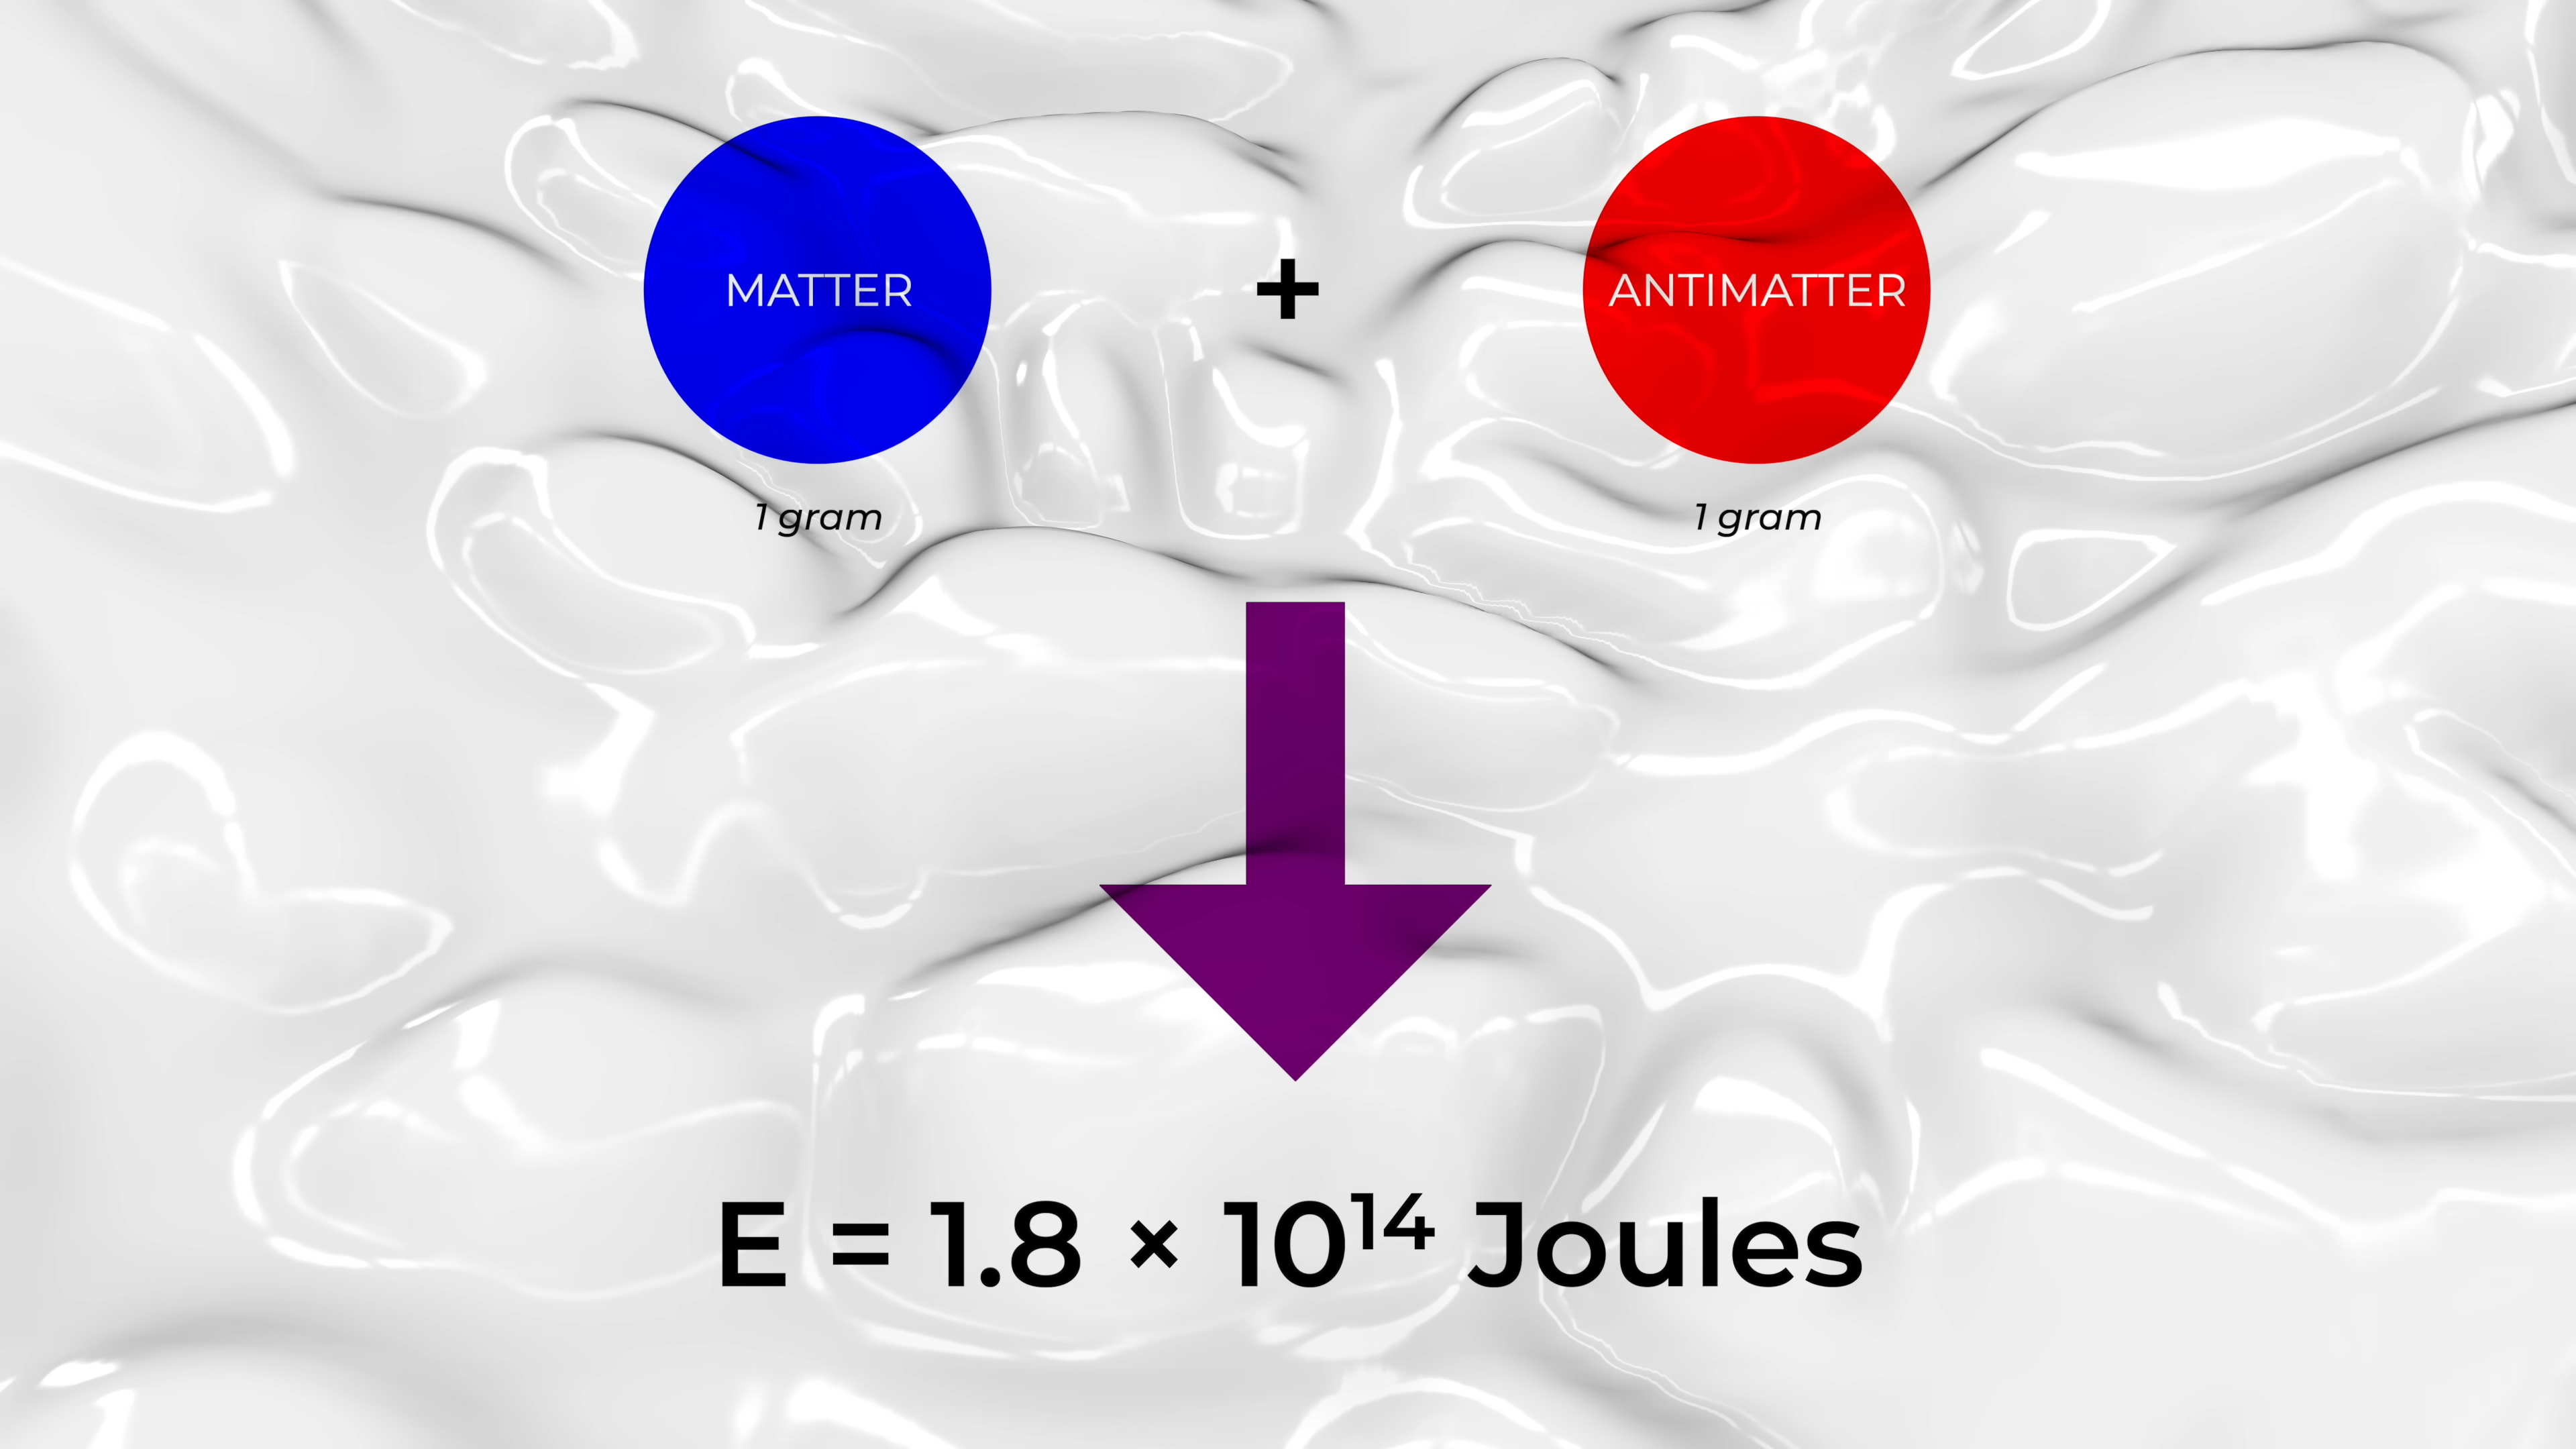 MATTER + ANTIMATTER
1 gram 1 gram
E = 1.8 × 10¹⁴ Joules